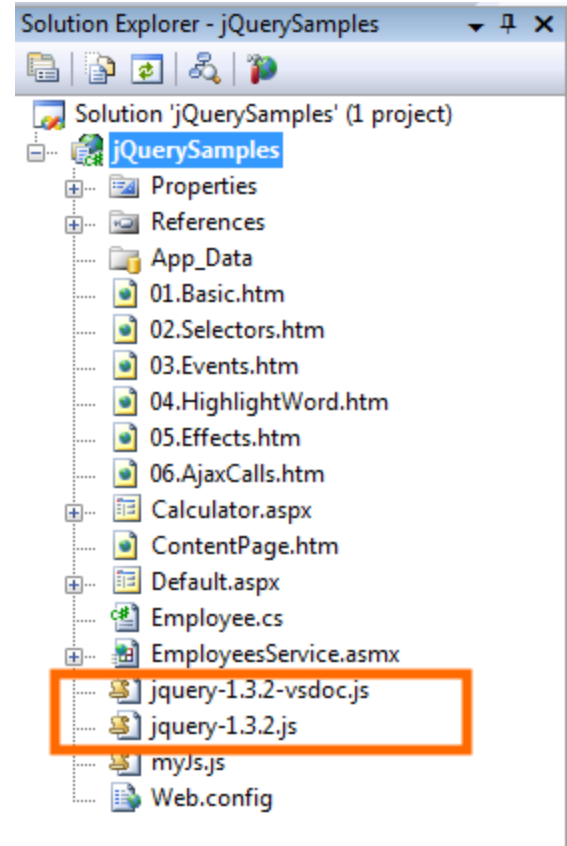 Solution Explorer - jQuerySamples
Solution 'jQuerySamples' (1 project)
jQuerySamples
Properties
References
App_Data
01.Basic.htm
02.Selectors.htm
03.Events.htm
04.HighlightWord.htm
05.Effects.htm
06.AjaxCalls.htm
Calculator.aspx
ContentPage.htm
Default.aspx
Employee.cs
EmployeesService.asmx
jquery-1.3.2-vsdoc.js
jquery-1.3.2.js
myJs.js
Web.config